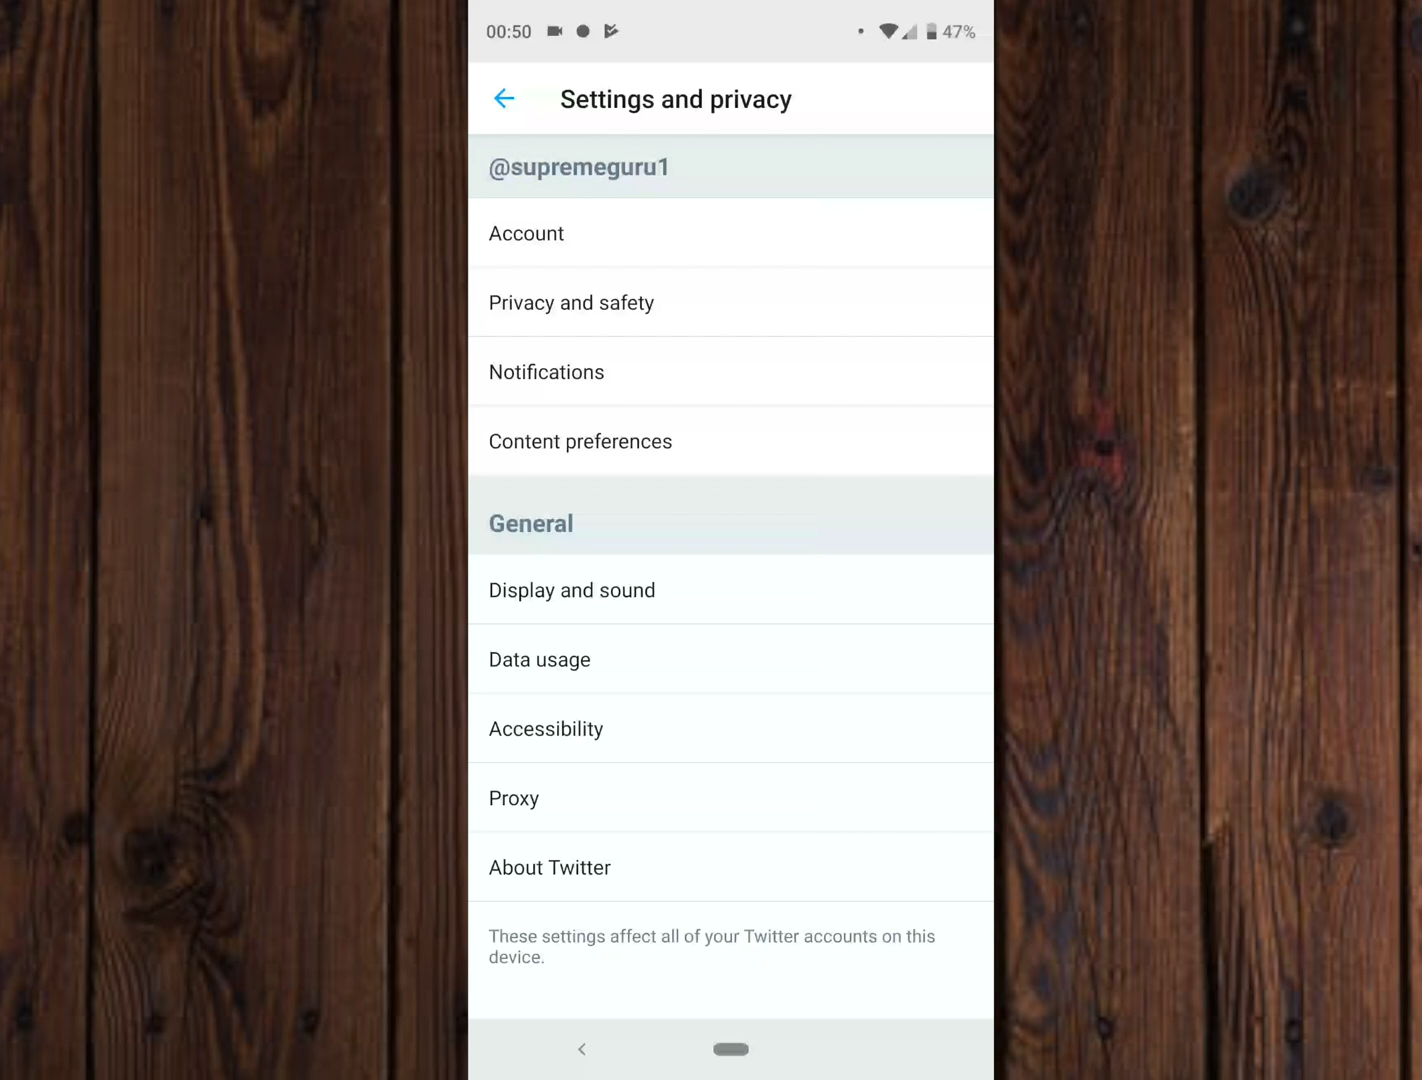 00:50
47%
Settings and privacy
@supremeguru1
Account
Privacy and safety
Notifications
Content preferences
General
Display and sound
Data usage
Accessibility
Proxy
About Twitter
These settings affect all of your Twitter accounts on this
device.